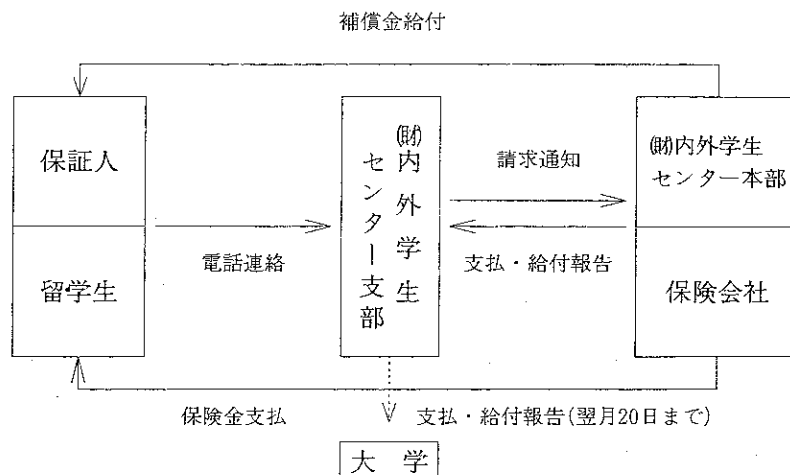 補償金給付
保証人
留学生
電話連絡
㈶内外学生
センター支部
請求通知
支払・給付報告
㈶内外学生
センター本部
保険会社
保険金支払
支払・給付報告(翌月20日まで)
大学